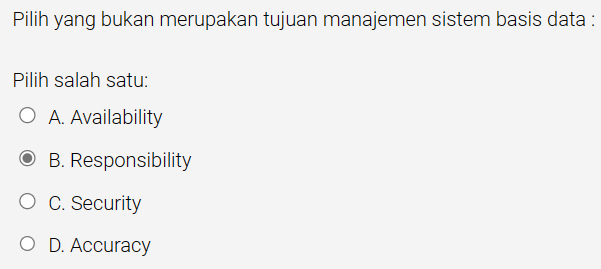 Pilih yang bukan merupakan tujuan manajemen sistem basis data :
Pilih salah satu:
A. Availability
B. Responsibility
C. Security
D. Accuracy